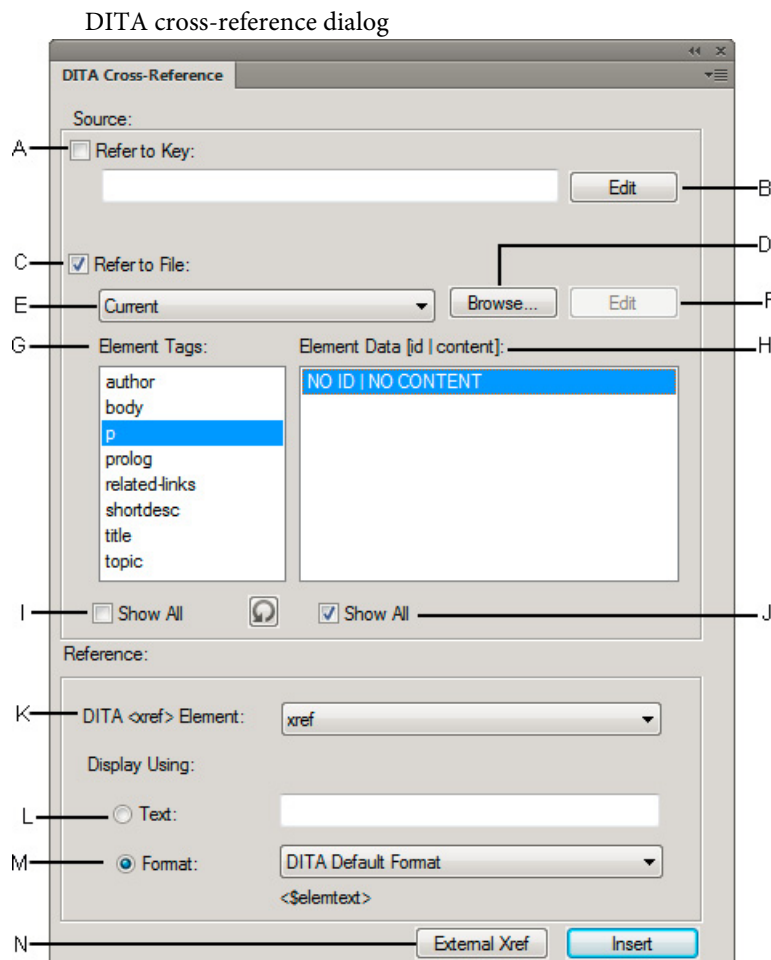 DITA cross-reference dialog
DITA Cross-Reference
Source:
A Refer to Key:
Edit B
D
C Refer to File:
E Current Browse... Edit F
G Element Tags: Element Data [id | content]: H
author NO ID | NO CONTENT
body
p
prolog
related-links
shortdesc
title
topic
I Show All Show All J
Reference:
K DITA <xref> Element: xref
Display Using:
L Text:
M Format: DITA Default Format
<$elemtext>
N External Xref Insert